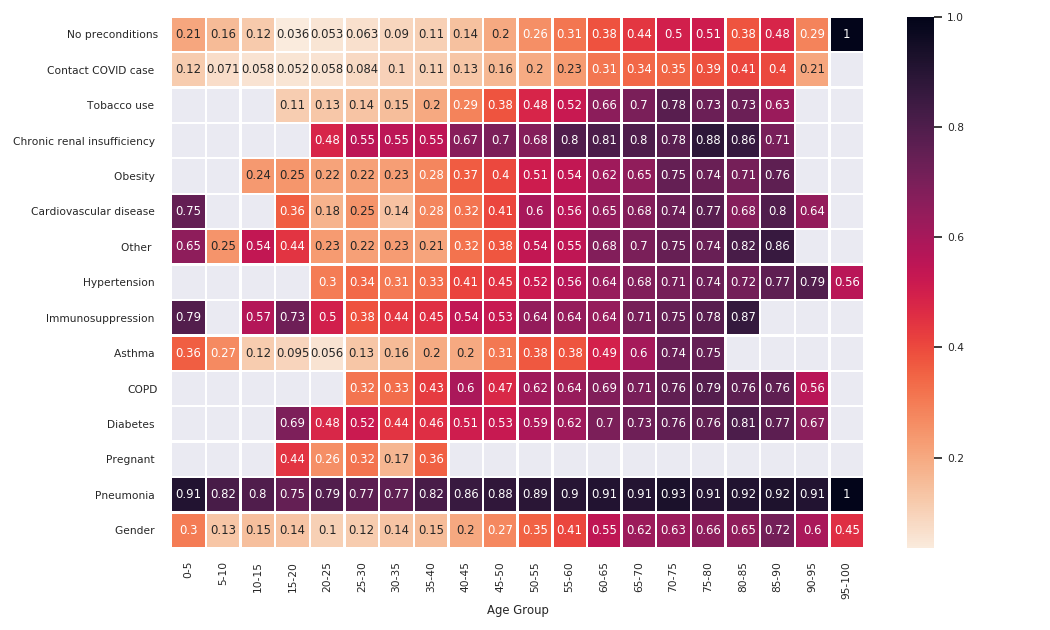 No preconditions 0.21 0.16 0.12 0.036 0.053 0.063 0.09 0.11 0.14 0.2 0.26 0.31 0.38 0.44 0.5 0.51 0.38 0.48 0.29 1
Contact COVID case 0.12 0.071 0.058 0.052 0.058 0.084 0.1 0.11 0.13 0.16 0.2 0.23 0.31 0.34 0.35 0.39 0.41 0.4 0.21
Tobacco use 0.11 0.13 0.14 0.15 0.2 0.29 0.38 0.48 0.52 0.66 0.7 0.78 0.73 0.73 0.63
Chronic renal insufficiency 0.48 0.55 0.55 0.55 0.67 0.7 0.68 0.8 0.81 0.8 0.78 0.88 0.86 0.71
Obesity 0.24 0.25 0.22 0.22 0.23 0.28 0.37 0.4 0.51 0.54 0.62 0.65 0.75 0.74 0.71 0.76
Cardiovascular disease 0.75 0.36 0.18 0.25 0.14 0.28 0.32 0.41 0.6 0.56 0.65 0.68 0.74 0.77 0.68 0.8 0.64
Other 0.65 0.25 0.54 0.44 0.23 0.22 0.23 0.21 0.32 0.38 0.54 0.55 0.68 0.7 0.75 0.74 0.82 0.86
Hypertension 0.3 0.34 0.31 0.33 0.41 0.45 0.52 0.56 0.64 0.68 0.71 0.74 0.72 0.77 0.79 0.56
Immunosuppression 0.79 0.57 0.73 0.5 0.38 0.44 0.45 0.54 0.53 0.64 0.64 0.64 0.71 0.75 0.78 0.87
Asthma 0.36 0.27 0.12 0.095 0.056 0.13 0.16 0.2 0.2 0.31 0.38 0.38 0.49 0.6 0.74 0.75
COPD 0.32 0.33 0.43 0.6 0.47 0.62 0.64 0.69 0.71 0.76 0.79 0.76 0.76 0.56
Diabetes 0.69 0.48 0.52 0.44 0.46 0.51 0.53 0.59 0.62 0.7 0.73 0.76 0.76 0.81 0.77 0.67
Pregnant 0.44 0.26 0.32 0.17 0.36
Pneumonia 0.91 0.82 0.8 0.75 0.79 0.77 0.77 0.82 0.86 0.88 0.89 0.9 0.91 0.91 0.93 0.91 0.92 0.92 0.91 1
Gender 0.3 0.13 0.15 0.14 0.1 0.12 0.14 0.15 0.2 0.27 0.35 0.41 0.55 0.62 0.63 0.66 0.65 0.72 0.6 0.45
0-5 5-10 10-15 15-20 20-25 25-30 30-35 35-40 40-45 45-50 50-55 55-60 60-65 65-70 70-75 75-80 80-85 85-90 90-95 95-100
Age Group
1.0
0.8
0.6
0.4
0.2